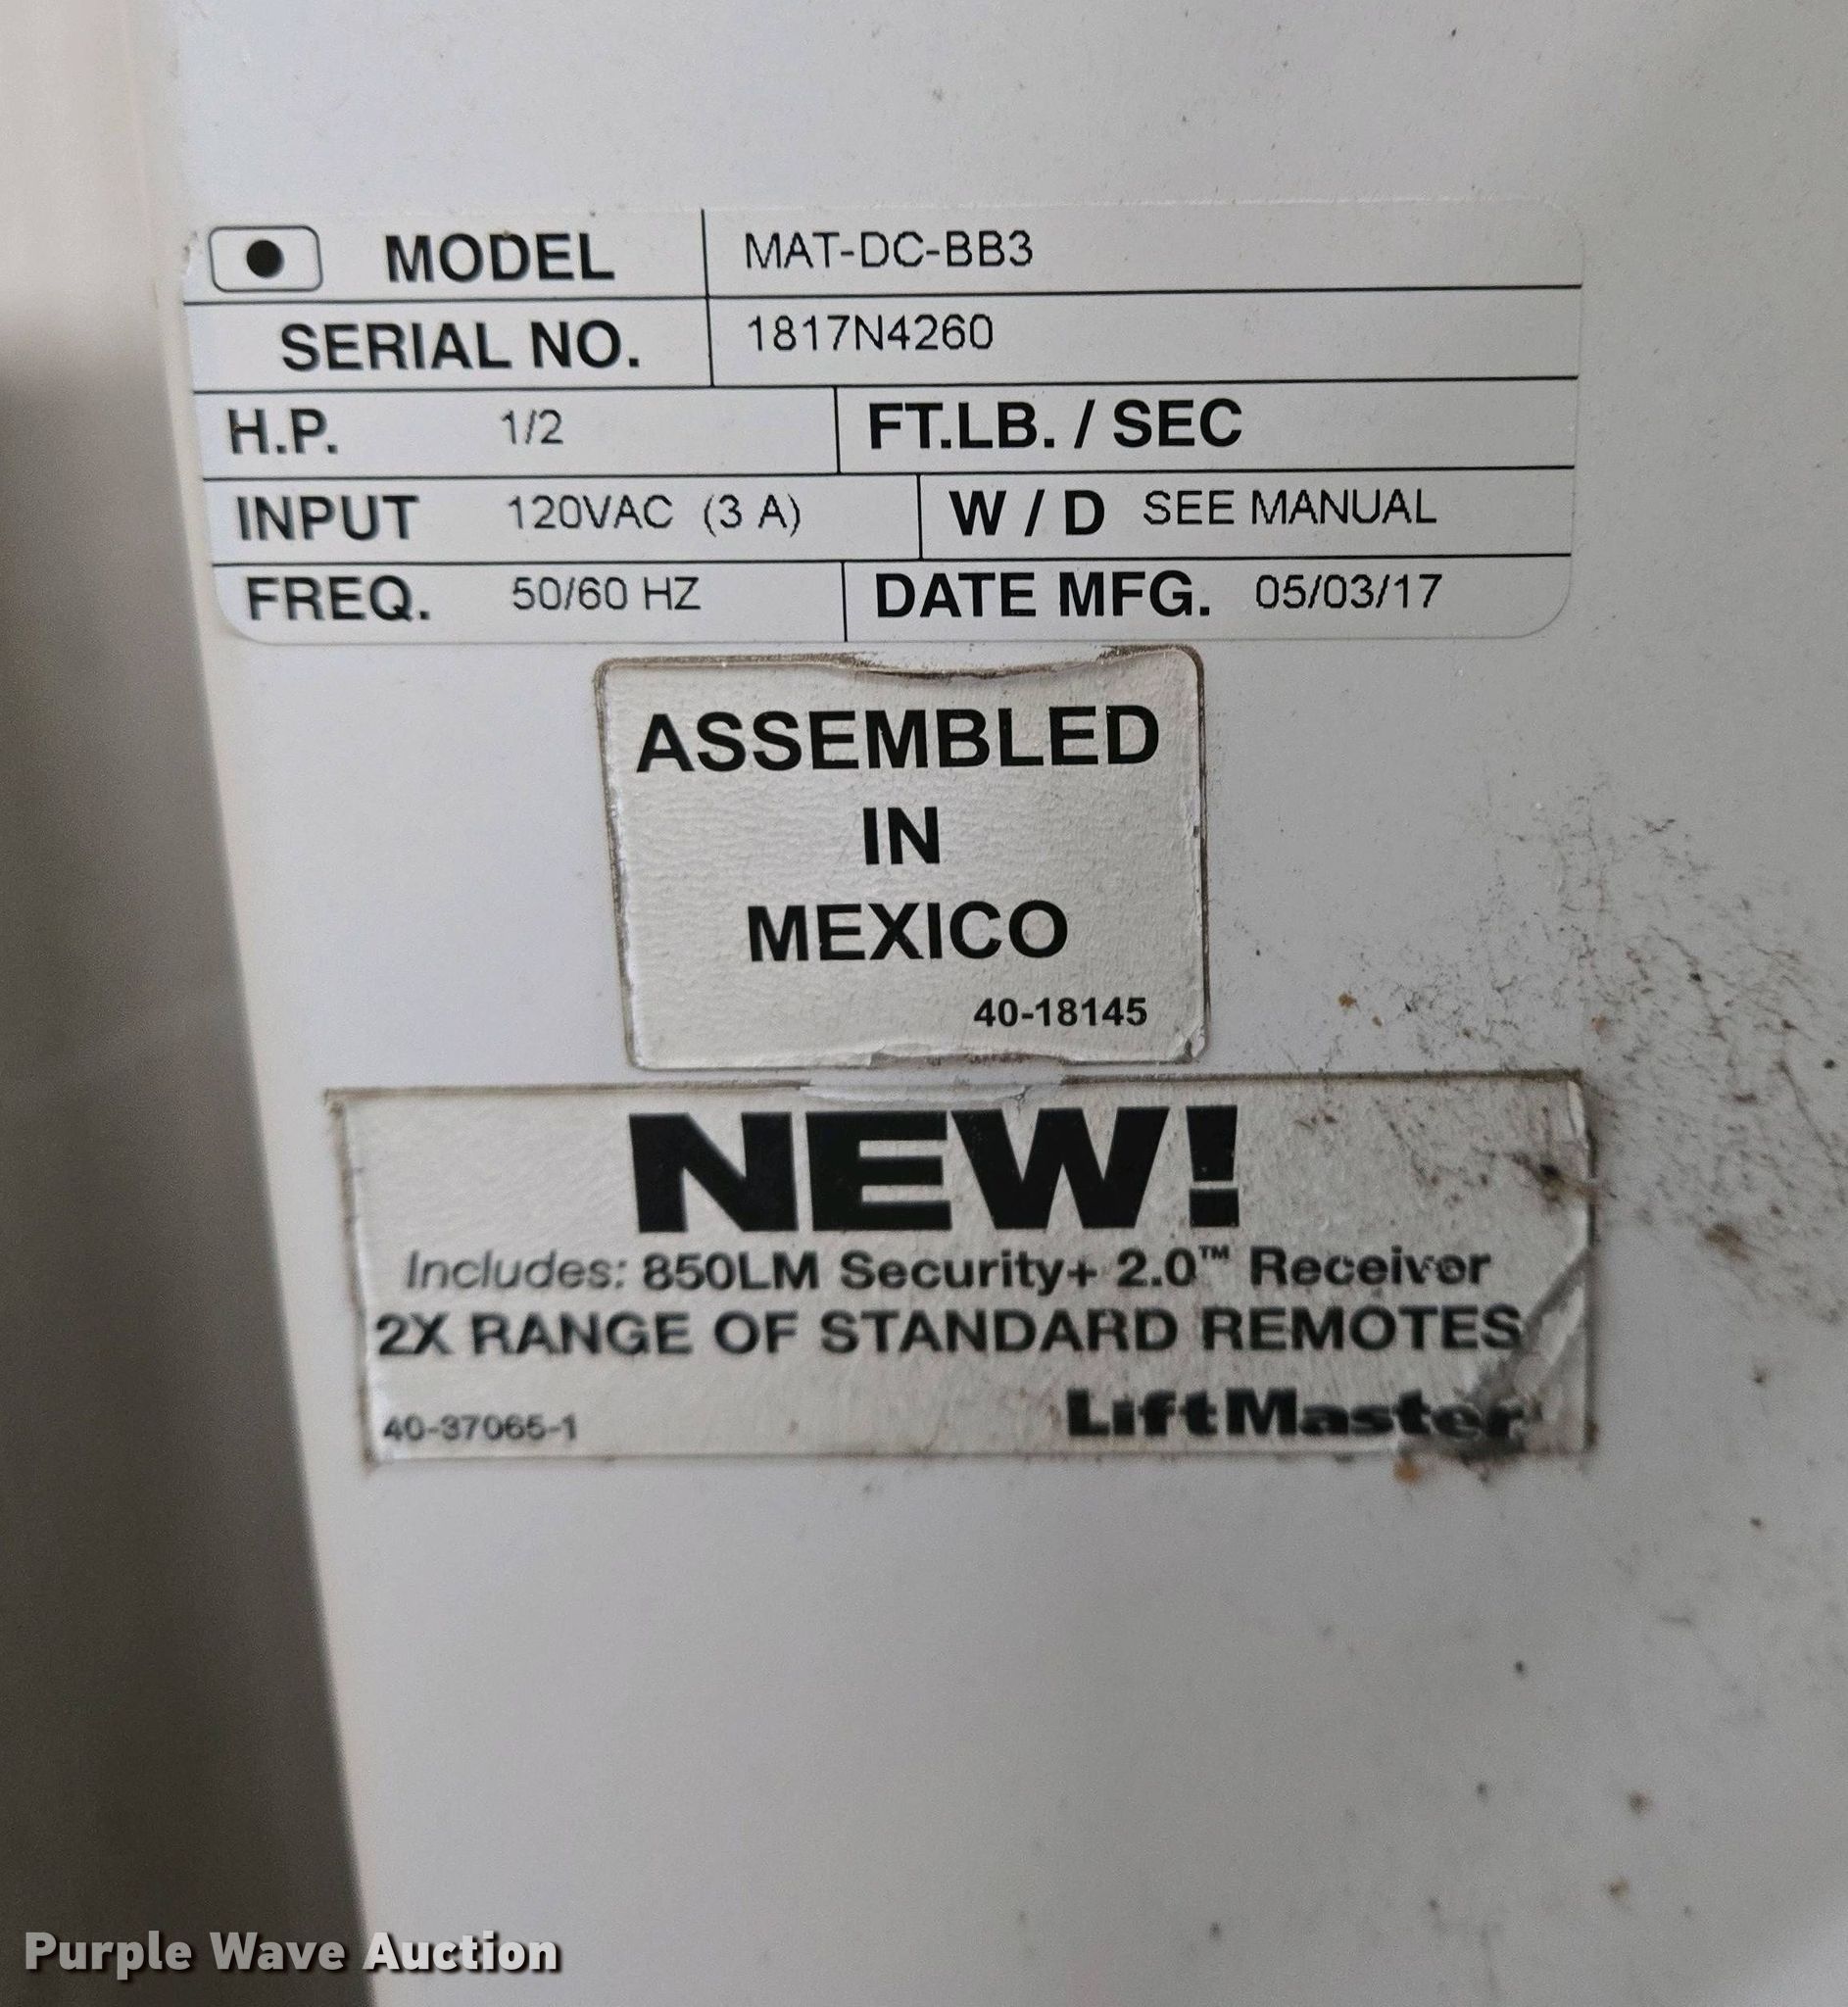 MODEL MAT-DC-BB3
SERIAL NO. 1817N4260
H.P. 1/2 FT.LB. / SEC
INPUT 120VAC (3 A) W / D SEE MANUAL
FREQ. 50/60 HZ DATE MFG. 05/03/17
ASSEMBLED
IN
MEXICO
40-18145
NEW!
Includes: 850LM Security+ 2.0™ Receiver
2X RANGE OF STANDARD REMOTES
40-37065-1 LiftMaster
Purple Wave Auction